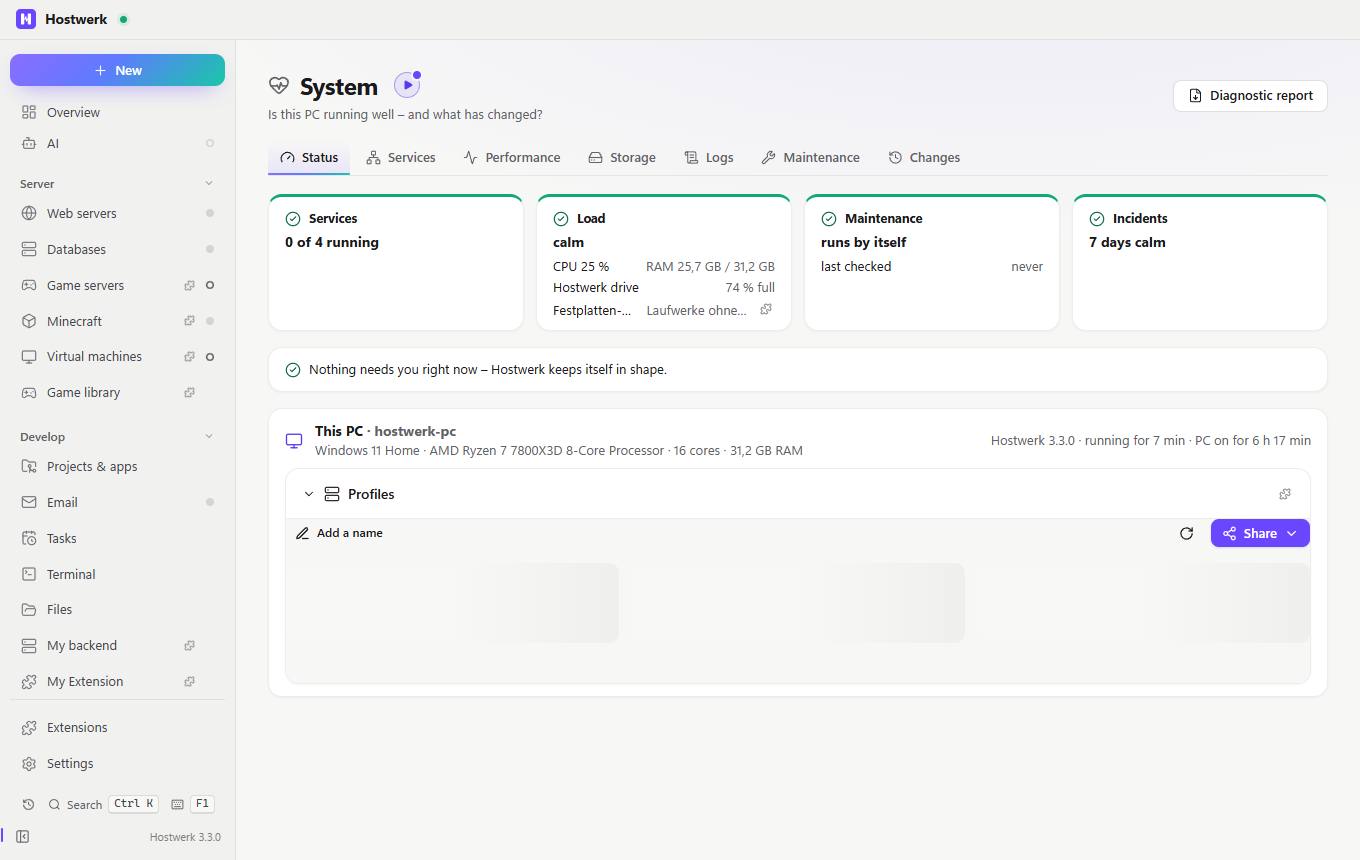 Hostwerk
New
Overview
AI
Server
Web servers
Databases
Game servers
Minecraft
Virtual machines
Game library
Develop
Projects & apps
Email
Tasks
Terminal
Files
My backend
My Extension
Extensions
Settings
Search Ctrl K F1
Hostwerk 3.3.0
System
Is this PC running well – and what has changed?
Diagnostic report
Status Services Performance Storage Logs Maintenance Changes
Services
0 of 4 running
Load
calm
CPU 25 % RAM 25,7 GB / 31,2 GB
Hostwerk drive 74 % full
Festplatten-... Laufwerke ohne...
Maintenance
runs by itself
last checked never
Incidents
7 days calm
Nothing needs you right now – Hostwerk keeps itself in shape.
This PC · hostwerk-pc
Windows 11 Home · AMD Ryzen 7 7800X3D 8-Core Processor · 16 cores · 31,2 GB RAM
Hostwerk 3.3.0 · running for 7 min · PC on for 6 h 17 min
Profiles
Add a name
Share